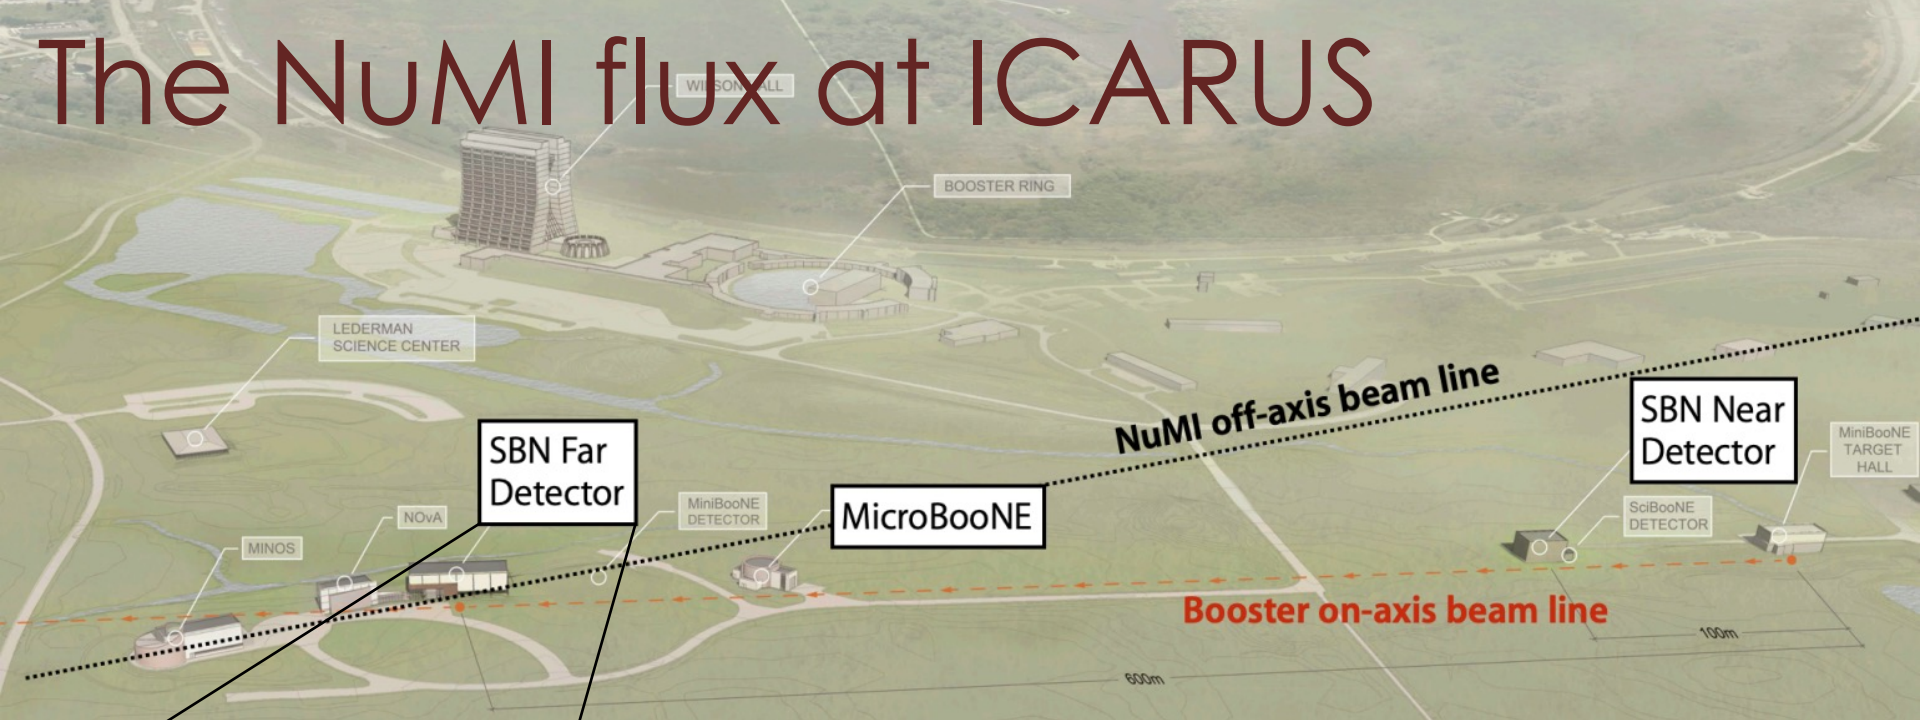 The NuMI flux at ICARUS
WILSON HALL
BOOSTER RING
LEDERMAN
SCIENCE CENTER
NuMI off-axis beam line
SBN Near
Detector
MiniBooNE
TARGET
HALL
SBN Far
Detector
MiniBooNE
DETECTOR
MicroBooNE
NOvA
SciBooNE
DETECTOR
MINOS
Booster on-axis beam line
100m
600m